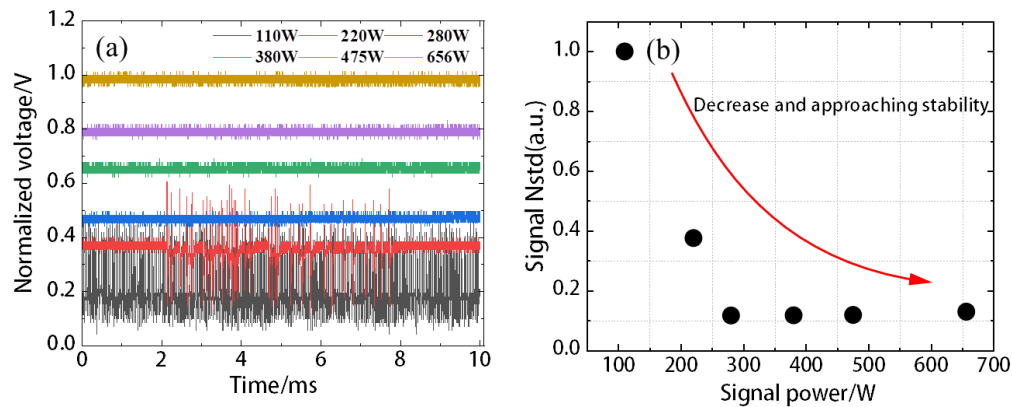 (a)
110W 220W 280W
380W 475W 656W
1.2
1.0
0.8
0.6
0.4
0.2
0.0
0 2 4 6 8 10
Time/ms
Normalized voltage/V
(b)
Decrease and approaching stability
1.0
0.8
0.6
0.4
0.2
0.0
100 200 300 400 500 600 700
Signal power/W
Signal Nstd(a.u.)